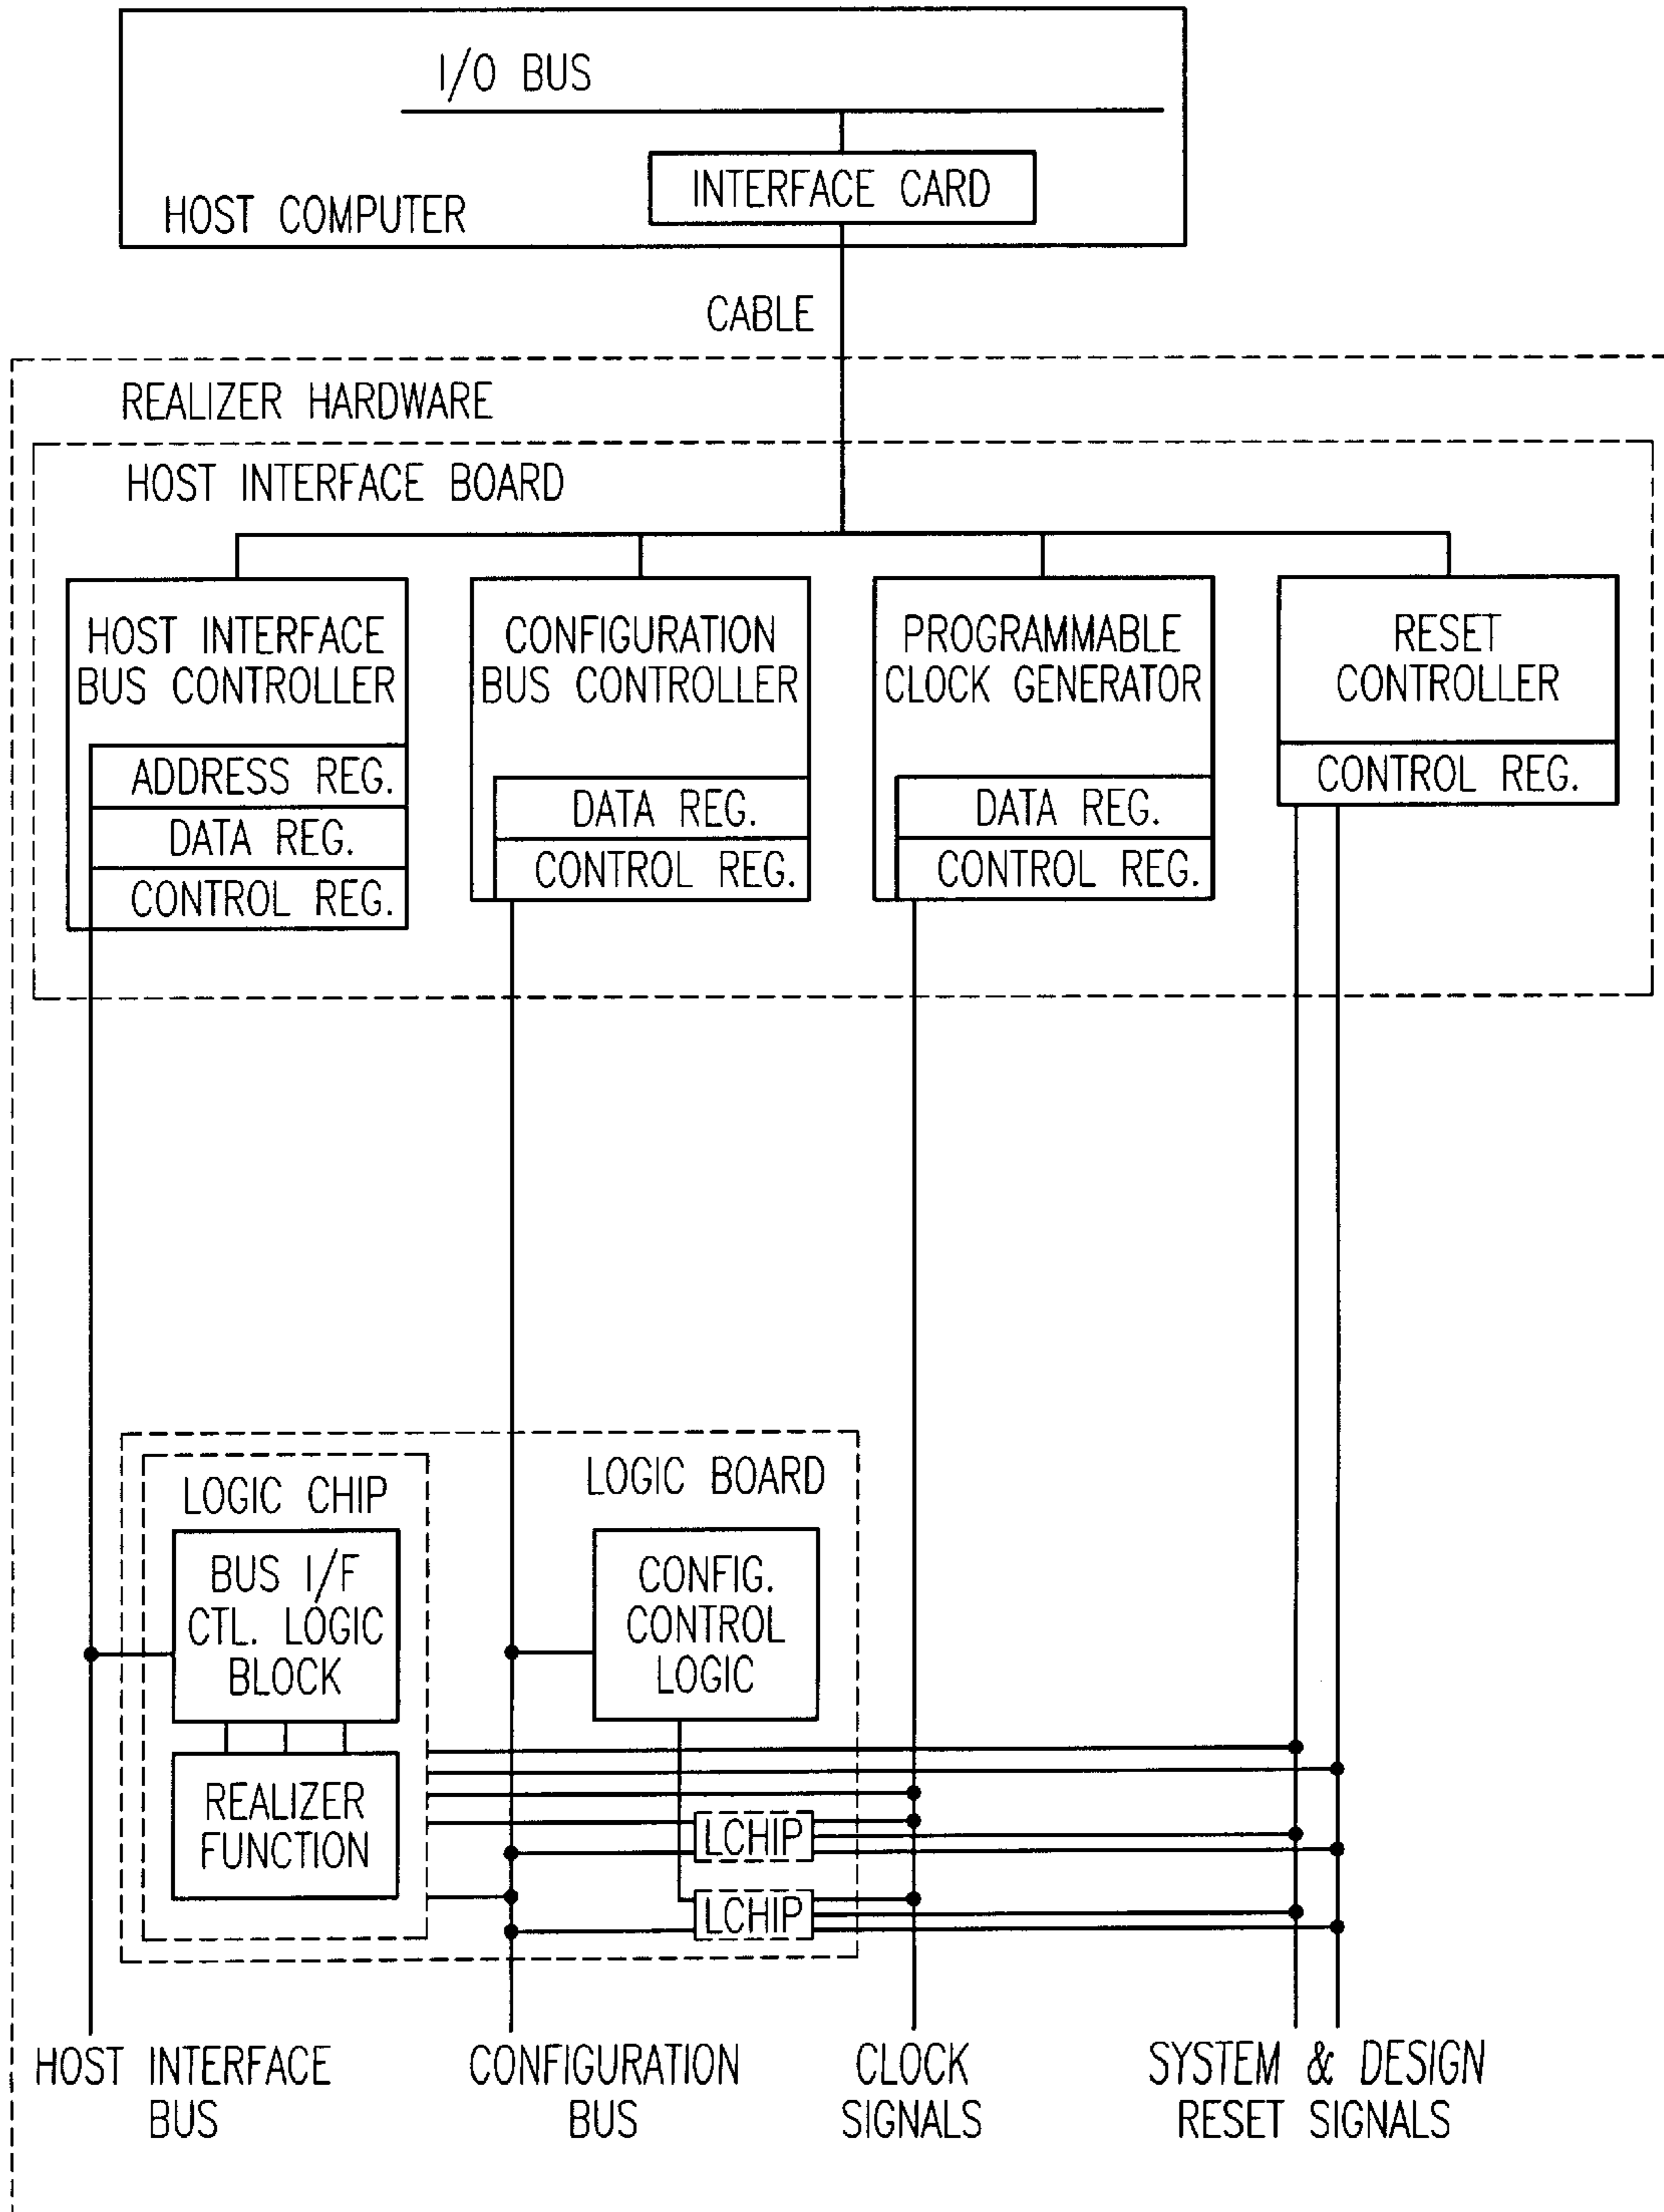 I/O BUS
INTERFACE CARD
HOST COMPUTER
CABLE
REALIZER HARDWARE
HOST INTERFACE BOARD
HOST INTERFACE
BUS CONTROLLER
ADDRESS REG.
DATA REG.
CONTROL REG.
CONFIGURATION
BUS CONTROLLER
DATA REG.
CONTROL REG.
PROGRAMMABLE
CLOCK GENERATOR
DATA REG.
CONTROL REG.
RESET
CONTROLLER
CONTROL REG.
LOGIC BOARD
LOGIC CHIP
BUS I/F
CTL. LOGIC
BLOCK
REALIZER
FUNCTION
CONFIG.
CONTROL
LOGIC
LCHIP
LCHIP
HOST INTERFACE
BUS
CONFIGURATION
BUS
CLOCK
SIGNALS
SYSTEM & DESIGN
RESET SIGNALS